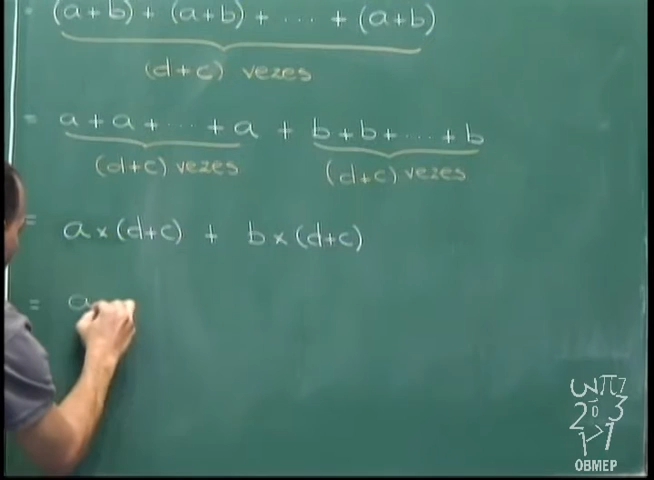 (a+b) + (a+b) + ... + (a+b)
(d+c) vezes
= a + a + ... + a + b + b + ... + b
(d+c) vezes (d+c) vezes
= a × (d+c) + b × (d+c)
= a
OBMEP